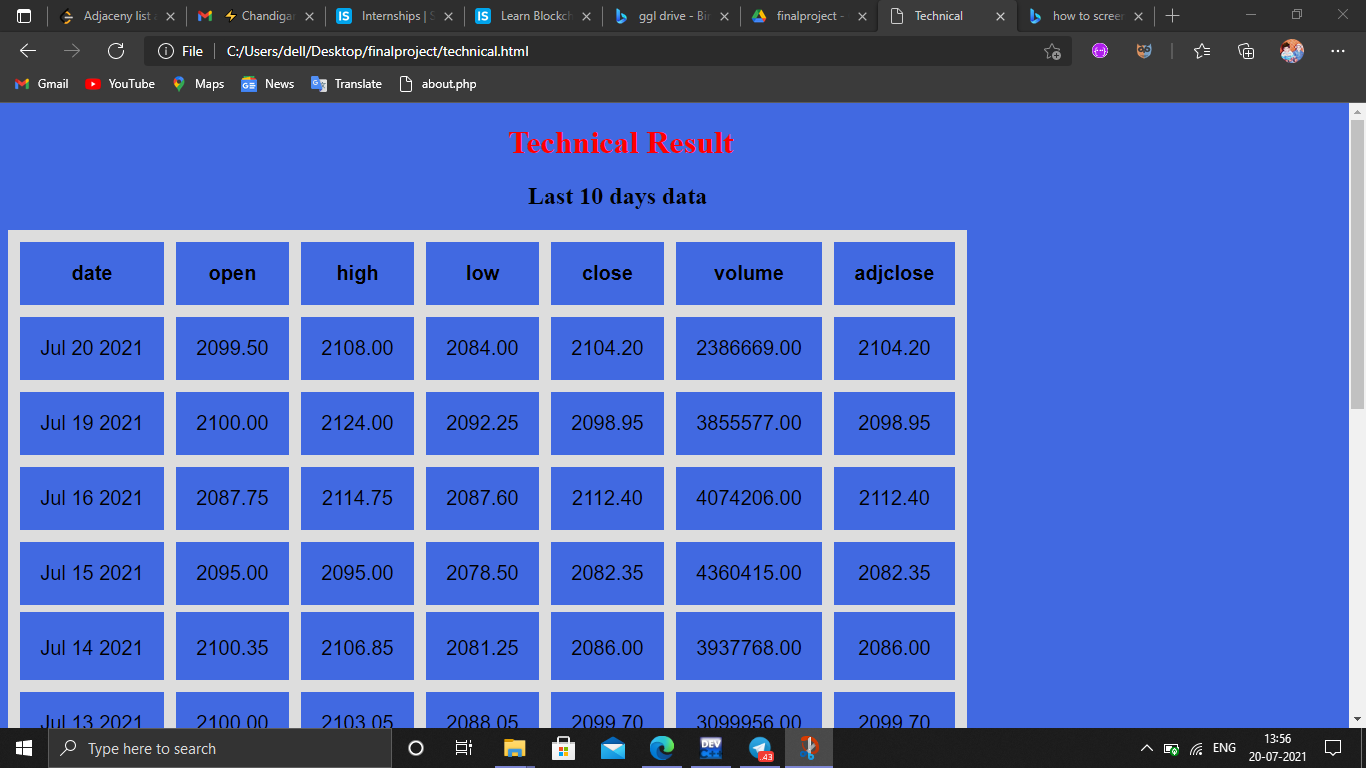 Adjaceny list
Chandigar
Internships | S
Learn Blockch
ggl drive - Bin
finalproject -
Technical
how to screen
File
C:/Users/dell/Desktop/finalproject/technical.html
Gmail
YouTube
Maps
News
Translate
about.php
Technical Result
Last 10 days data
date open high low close volume adjclose
Jul 20 2021 2099.50 2108.00 2084.00 2104.20 2386669.00 2104.20
Jul 19 2021 2100.00 2124.00 2092.25 2098.95 3855577.00 2098.95
Jul 16 2021 2087.75 2114.75 2087.60 2112.40 4074206.00 2112.40
Jul 15 2021 2095.00 2095.00 2078.50 2082.35 4360415.00 2082.35
Jul 14 2021 2100.35 2106.85 2081.25 2086.00 3937768.00 2086.00
Jul 13 2021 2100.00 2103.05 2088.05 2099.70 3099956.00 2099.70
Type here to search
DEV
43
ENG
13:56
20-07-2021